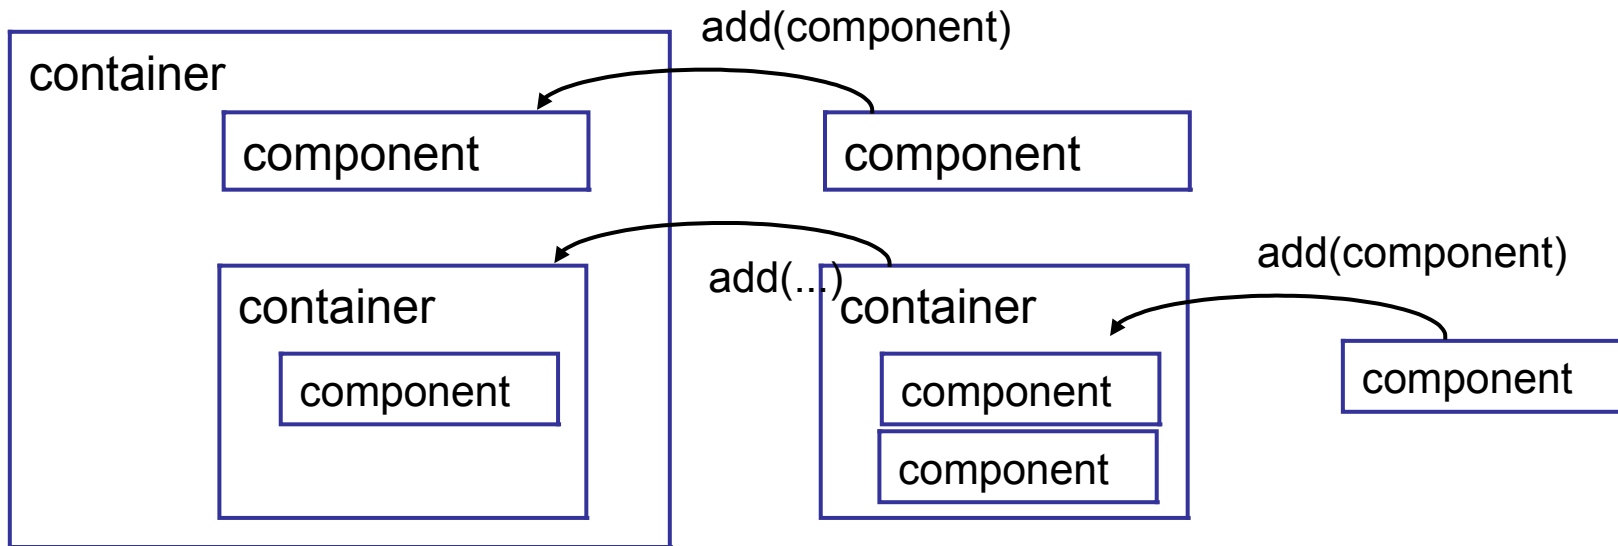 add(component)
container
component
component
add(component)
add(...)
container
container
component
component
component
component